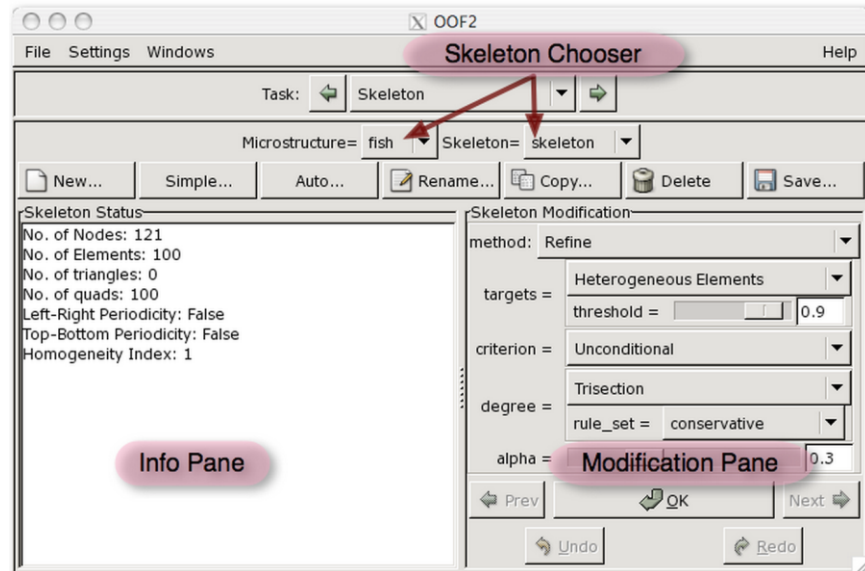 X OOF2
File Settings Windows Help
Skeleton Chooser
Task: Skeleton
Microstructure= fish Skeleton= skeleton
New... Simple... Auto... Rename... Copy... Delete Save...
Skeleton Status
No. of Nodes: 121
No. of Elements: 100
No. of triangles: 0
No. of quads: 100
Left-Right Periodicity: False
Top-Bottom Periodicity: False
Homogeneity Index: 1
Info Pane
Skeleton Modification
method: Refine
targets = Heterogeneous Elements
threshold = 0.9
criterion = Unconditional
degree = Trisection
rule_set = conservative
alpha = 0.3
Modification Pane
Prev OK Next
Undo Redo